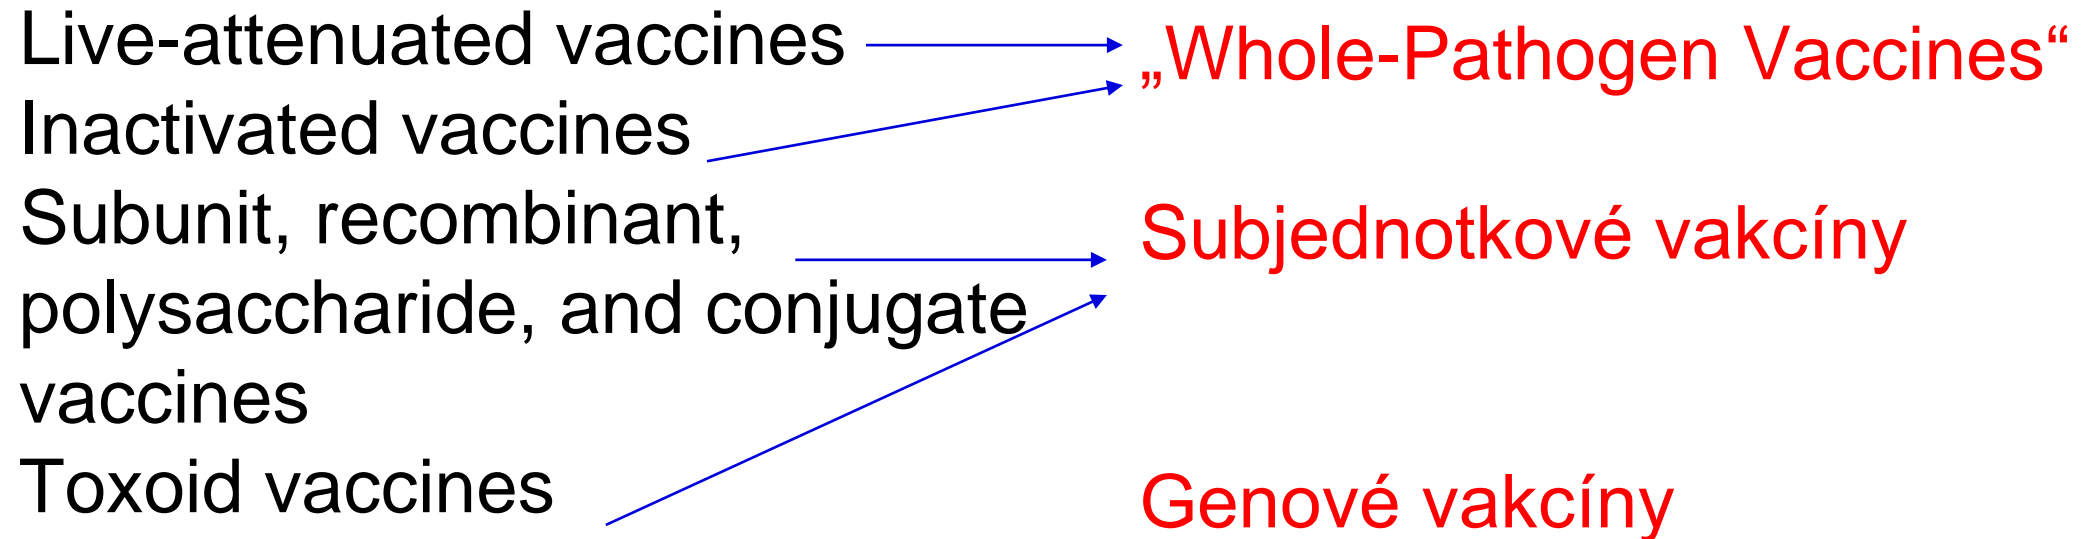 Live-attenuated vaccines
Inactivated vaccines
Subunit, recombinant,
polysaccharide, and conjugate
vaccines
Toxoid vaccines
„Whole-Pathogen Vaccines“
Subjednotkové vakcíny
Genové vakcíny